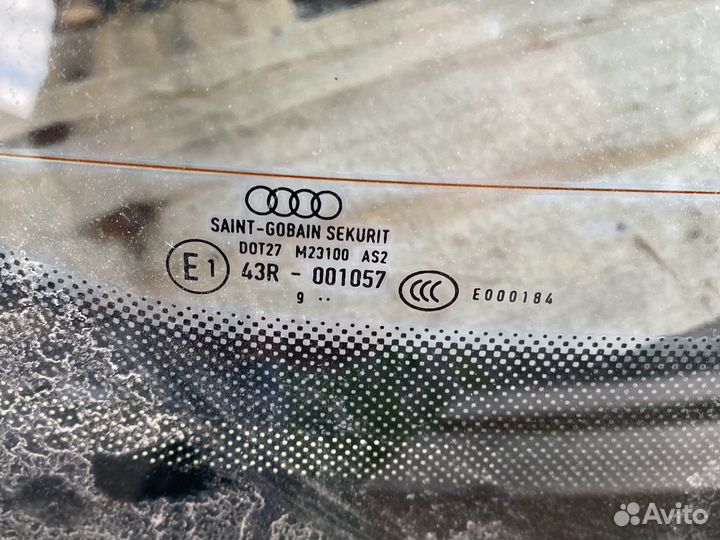 SAINT-GOBAIN SEKURIT
DOT27 M23100 AS2
E1 43R - 001057
9 ..
CCC E000184
Avito